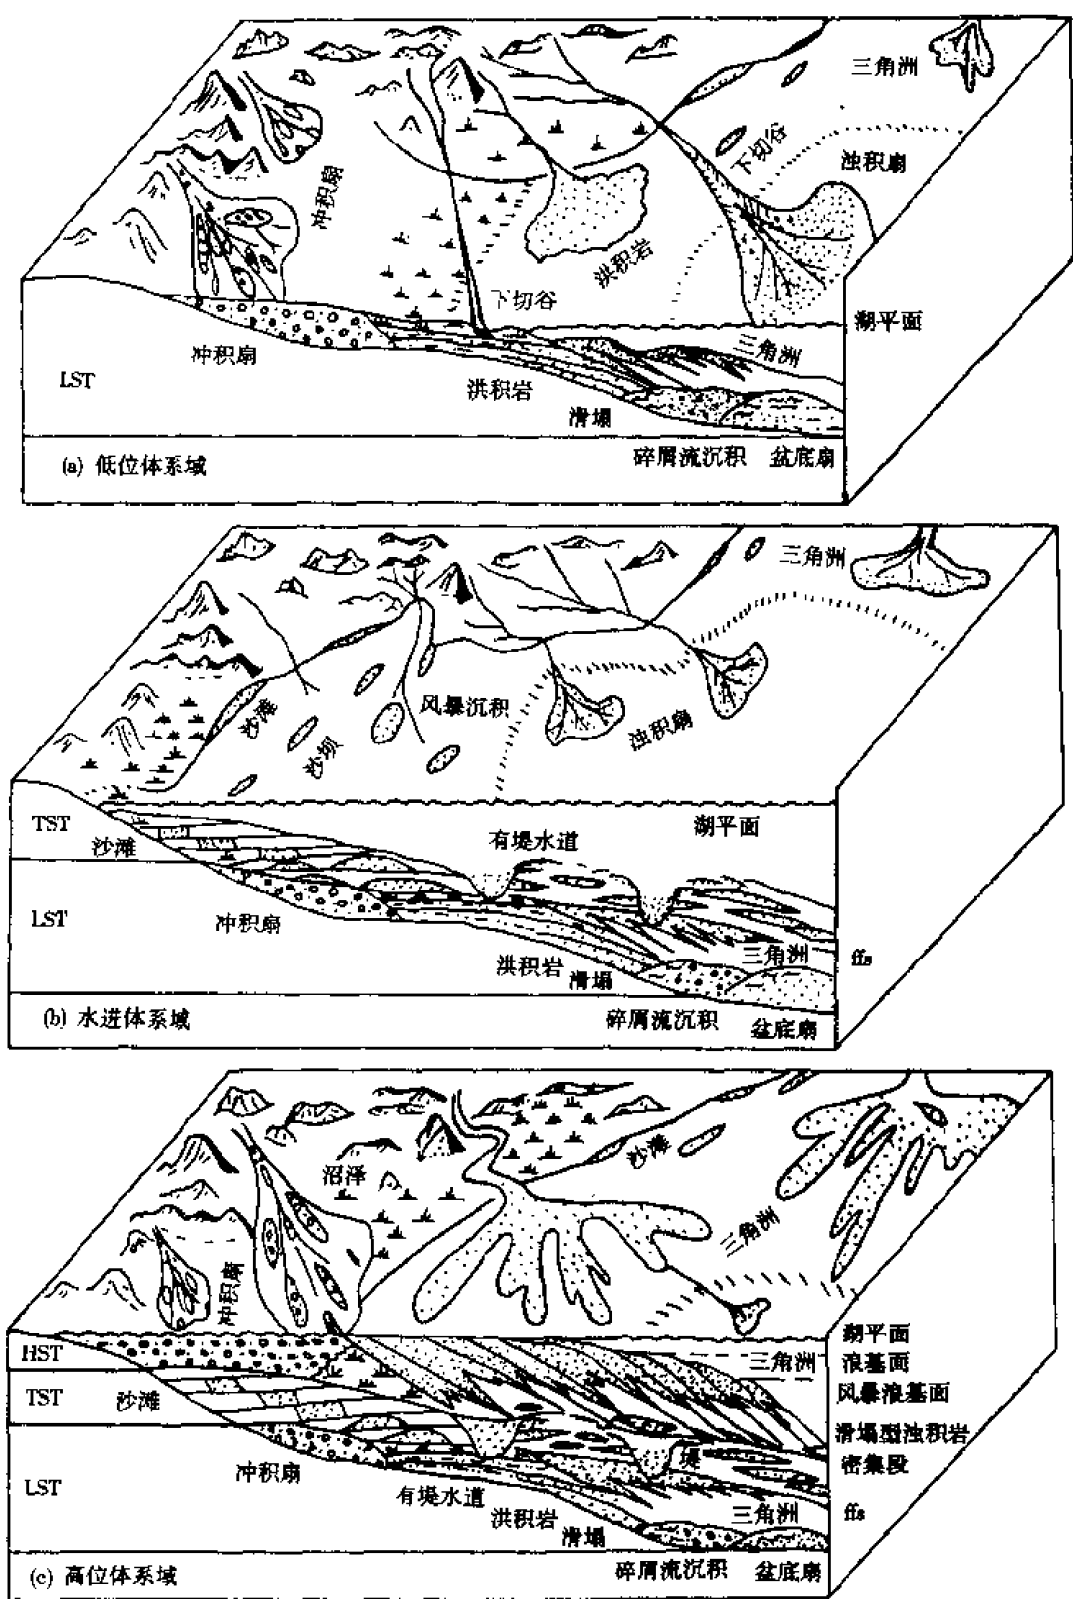 三角洲
下切谷
浊积扇
冲积扇
洪积岩
下切谷
湖平面
三角洲
冲积扇
LST
洪积岩
滑塌
碎屑流沉积 盆底扇
(a) 低位体系域
三角洲
风暴沉积
沙滩
沙坝
浊积扇
TST
沙滩
有堤水道
湖平面
LST
冲积扇
洪积岩
滑塌
三角洲
ffs
(b) 水进体系域
碎屑流沉积 盆底扇
沙滩
沼泽
三角洲
冲积扇
湖平面
HST
三角洲
浪基面
TST
沙滩
风暴浪基面
滑塌型浊积岩
堤
密集段
冲积扇
LST
有堤水道
洪积岩
滑塌
三角洲
ffs
(c) 高位体系域
碎屑流沉积 盆底扇